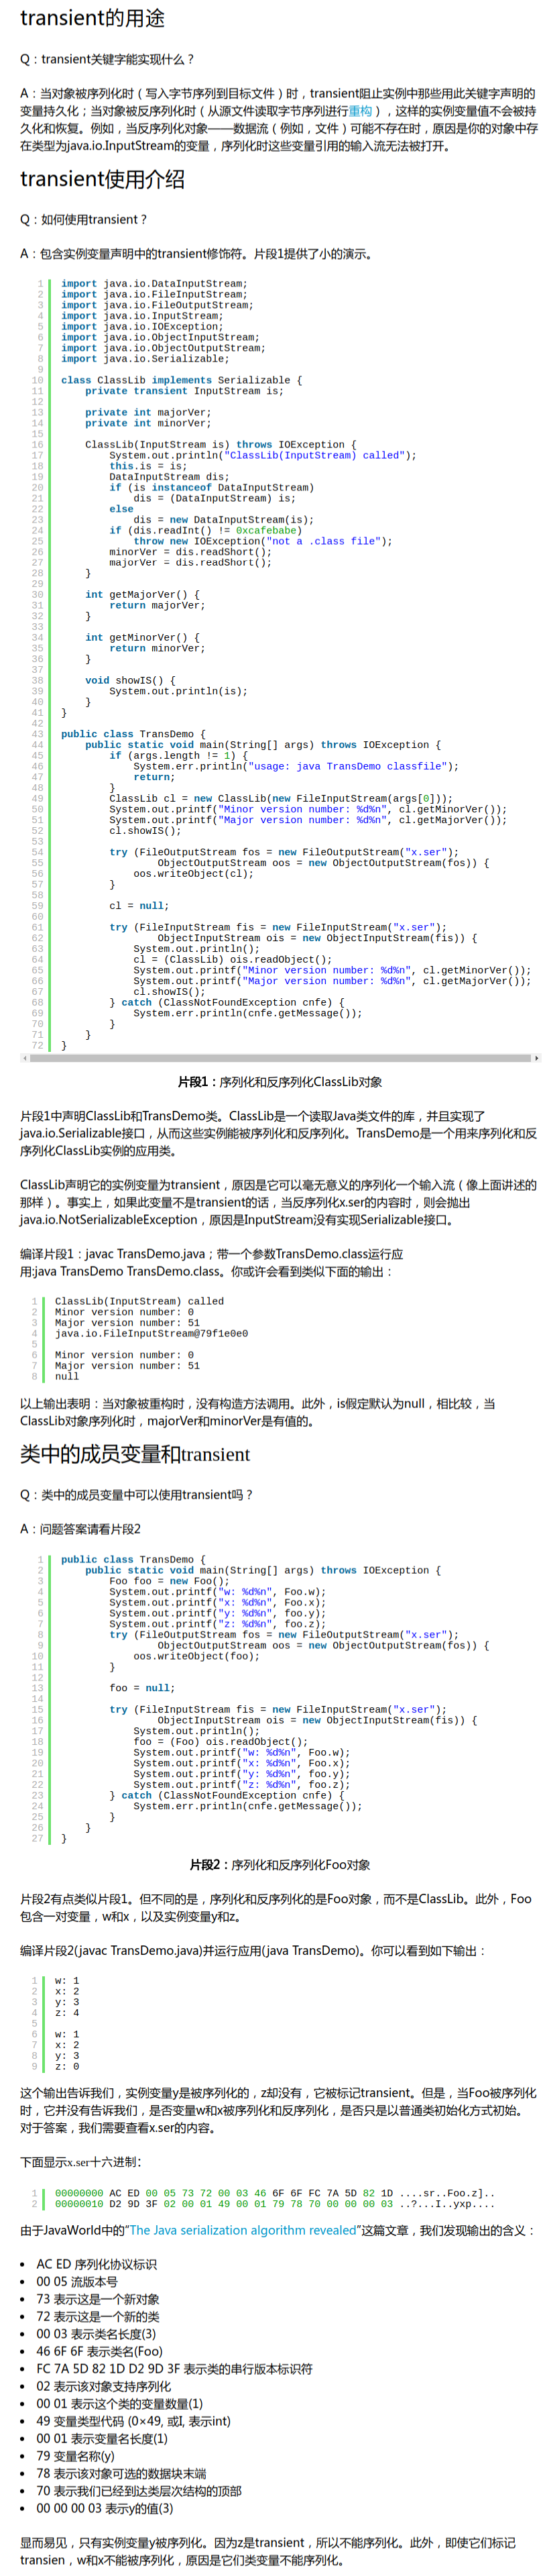 transient的用途
Q：transient关键字能实现什么？
A：当对象被序列化时（写入字节序列到目标文件）时，transient阻止实例中那些用此关键字声明的
变量持久化；当对象被反序列化时（从源文件读取字节序列进行重构），这样的实例变量值不会被持
久化和恢复。例如，当反序列化对象——数据流（例如，文件）可能不存在时，原因是你的对象中存
在类型为java.io.InputStream的变量，序列化时这些变量引用的输入流无法被打开。
transient使用介绍
Q：如何使用transient？
A：包含实例变量声明中的transient修饰符。片段1提供了小的演示。
1 import java.io.DataInputStream;
2 import java.io.FileInputStream;
3 import java.io.FileOutputStream;
4 import java.io.InputStream;
5 import java.io.IOException;
6 import java.io.ObjectInputStream;
7 import java.io.ObjectOutputStream;
8 import java.io.Serializable;
9
10 class ClassLib implements Serializable {
11     private transient InputStream is;
12
13     private int majorVer;
14     private int minorVer;
15
16     ClassLib(InputStream is) throws IOException {
17         System.out.println("ClassLib(InputStream) called");
18         this.is = is;
19         DataInputStream dis;
20         if (is instanceof DataInputStream)
21             dis = (DataInputStream) is;
22         else
23             dis = new DataInputStream(is);
24         if (dis.readInt() != 0xcafebabe)
25             throw new IOException("not a .class file");
26         minorVer = dis.readShort();
27         majorVer = dis.readShort();
28     }
29
30     int getMajorVer() {
31         return majorVer;
32     }
33
34     int getMinorVer() {
35         return minorVer;
36     }
37
38     void showIS() {
39         System.out.println(is);
40     }
41 }
42
43 public class TransDemo {
44     public static void main(String[] args) throws IOException {
45         if (args.length != 1) {
46             System.err.println("usage: java TransDemo classfile");
47             return;
48         }
49         ClassLib cl = new ClassLib(new FileInputStream(args[0]));
50         System.out.printf("Minor version number: %d%n", cl.getMinorVer());
51         System.out.printf("Major version number: %d%n", cl.getMajorVer());
52         cl.showIS();
53
54         try (FileOutputStream fos = new FileOutputStream("x.ser");
55                 ObjectOutputStream oos = new ObjectOutputStream(fos)) {
56             oos.writeObject(cl);
57         }
58
59         cl = null;
60
61         try (FileInputStream fis = new FileInputStream("x.ser");
62                 ObjectInputStream ois = new ObjectInputStream(fis)) {
63             System.out.println();
64             cl = (ClassLib) ois.readObject();
65             System.out.printf("Minor version number: %d%n", cl.getMinorVer());
66             System.out.printf("Major version number: %d%n", cl.getMajorVer());
67             cl.showIS();
68         } catch (ClassNotFoundException cnfe) {
69             System.err.println(cnfe.getMessage());
70         }
71     }
72 }
片段1：序列化和反序列化ClassLib对象
片段1中声明ClassLib和TransDemo类。ClassLib是一个读取Java类文件的库，并且实现了
java.io.Serializable接口，从而这些实例能被序列化和反序列化。TransDemo是一个用来序列化和反
序列化ClassLib实例的应用类。
ClassLib声明它的实例变量为transient，原因是它可以毫无意义的序列化一个输入流（像上面讲述的
那样）。事实上，如果此变量不是transient的话，当反序列化x.ser的内容时，则会抛出
java.io.NotSerializableException，原因是InputStream没有实现Serializable接口。
编译片段1：javac TransDemo.java；带一个参数TransDemo.class运行应
用:java TransDemo TransDemo.class。你或许会看到类似下面的输出：
1 ClassLib(InputStream) called
2 Minor version number: 0
3 Major version number: 51
4 java.io.FileInputStream@79f1e0e0
5
6 Minor version number: 0
7 Major version number: 51
8 null
以上输出表明：当对象被重构时，没有构造方法调用。此外，is假定默认为null，相比较，当
ClassLib对象序列化时，majorVer和minorVer是有值的。
类中的成员变量和transient
Q：类中的成员变量中可以使用transient吗？
A：问题答案请看片段2
1 public class TransDemo {
2     public static void main(String[] args) throws IOException {
3         Foo foo = new Foo();
4         System.out.printf("w: %d%n", Foo.w);
5         System.out.printf("x: %d%n", Foo.x);
6         System.out.printf("y: %d%n", foo.y);
7         System.out.printf("z: %d%n", foo.z);
8         try (FileOutputStream fos = new FileOutputStream("x.ser");
9                 ObjectOutputStream oos = new ObjectOutputStream(fos)) {
10             oos.writeObject(foo);
11         }
12
13         foo = null;
14
15         try (FileInputStream fis = new FileInputStream("x.ser");
16                 ObjectInputStream ois = new ObjectInputStream(fis)) {
17             System.out.println();
18             foo = (Foo) ois.readObject();
19             System.out.printf("w: %d%n", Foo.w);
20             System.out.printf("x: %d%n", Foo.x);
21             System.out.printf("y: %d%n", foo.y);
22             System.out.printf("z: %d%n", foo.z);
23         } catch (ClassNotFoundException cnfe) {
24             System.err.println(cnfe.getMessage());
25         }
26     }
27 }
片段2：序列化和反序列化Foo对象
片段2有点类似片段1。但不同的是，序列化和反序列化的是Foo对象，而不是ClassLib。此外，Foo
包含一对变量，w和x，以及实例变量y和z。
编译片段2(javac TransDemo.java)并运行应用(java TransDemo)。你可以看到如下输出：
1 w: 1
2 x: 2
3 y: 3
4 z: 4
5
6 w: 1
7 x: 2
8 y: 3
9 z: 0
这个输出告诉我们，实例变量y是被序列化的，z却没有，它被标记transient。但是，当Foo被序列化
时，它并没有告诉我们，是否变量w和x被序列化和反序列化，是否只是以普通类初始化方式初始。
对于答案，我们需要查看x.ser的内容。
下面显示x.ser十六进制：
1 00000000 AC ED 00 05 73 72 00 03 46 6F 6F FC 7A 5D 82 1D ....sr..Foo.z]..
2 00000010 D2 9D 3F 02 00 01 49 00 01 79 78 70 00 00 00 03 ..?...I..yxp....
由于JavaWorld中的“The Java serialization algorithm revealed”这篇文章，我们发现输出的含义：
• AC ED 序列化协议标识
• 00 05 流版本号
• 73 表示这是一个新对象
• 72 表示这是一个新的类
• 00 03 表示类名长度(3)
• 46 6F 6F 表示类名(Foo)
• FC 7A 5D 82 1D D2 9D 3F 表示类的串行版本标识符
• 02 表示该对象支持序列化
• 00 01 表示这个类的变量数量(1)
• 49 变量类型代码 (0×49, 或I, 表示int)
• 00 01 表示变量名长度(1)
• 79 变量名称(y)
• 78 表示该对象可选的数据块末端
• 70 表示我们已经到达类层次结构的顶部
• 00 00 00 03 表示y的值(3)
显而易见，只有实例变量y被序列化。因为z是transient，所以不能序列化。此外，即使它们标记
transien，w和x不能被序列化，原因是它们类变量不能序列化。